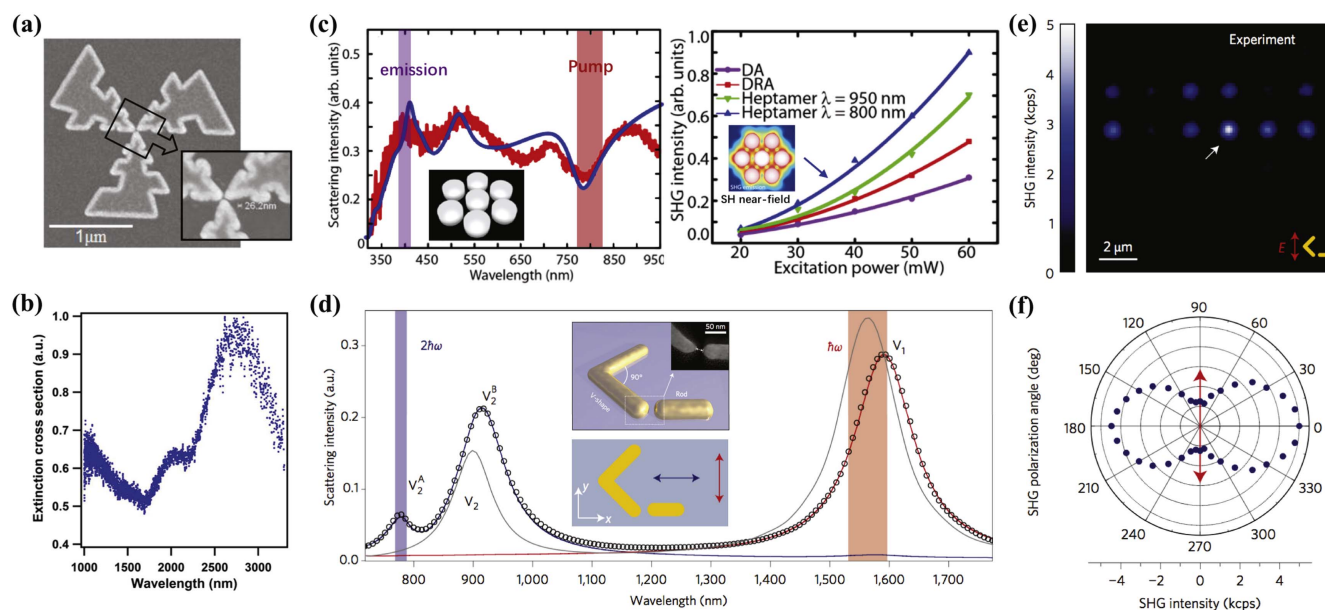 (a)
1μm
≈ 26.2nm
(b)
Extinction cross section (a.u.)
1.0
0.9
0.8
0.7
0.6
0.5
0.4
1000 1500 2000 2500 3000
Wavelength (nm)
(c)
Scattering intensity (arb. units)
0.5
0.4
0.3
0.2
0.1
0
emission
Pump
350 450 550 650 750 850 950
Wavelength (nm)
SHG intensity (arb. units)
1.0
0.8
0.6
0.4
0.2
0.0
DA
DRA
Heptamer λ = 950 nm
Heptamer λ = 800 nm
SH near-field
20 30 40 50 60
Excitation power (mW)
(d)
Scattering intensity (a.u.)
0.3
0.2
0.1
0.0
2ħω
ħω
V₁
V₂ᴮ
V₂ᴬ
V₂
50 nm
90°
V-shape
Rod
y
x
800 900 1,000 1,100 1,200 1,300 1,400 1,500 1,600 1,700
Wavelength (nm)
(e)
SHG intensity (kcps)
5
4
3
2
1
0
Experiment
2 μm
E
(f)
SHG polarization angle (deg)
90
120 60
150 30
180 0
210 330
240 300
270
−4 −2 0 2 4
SHG intensity (kcps)